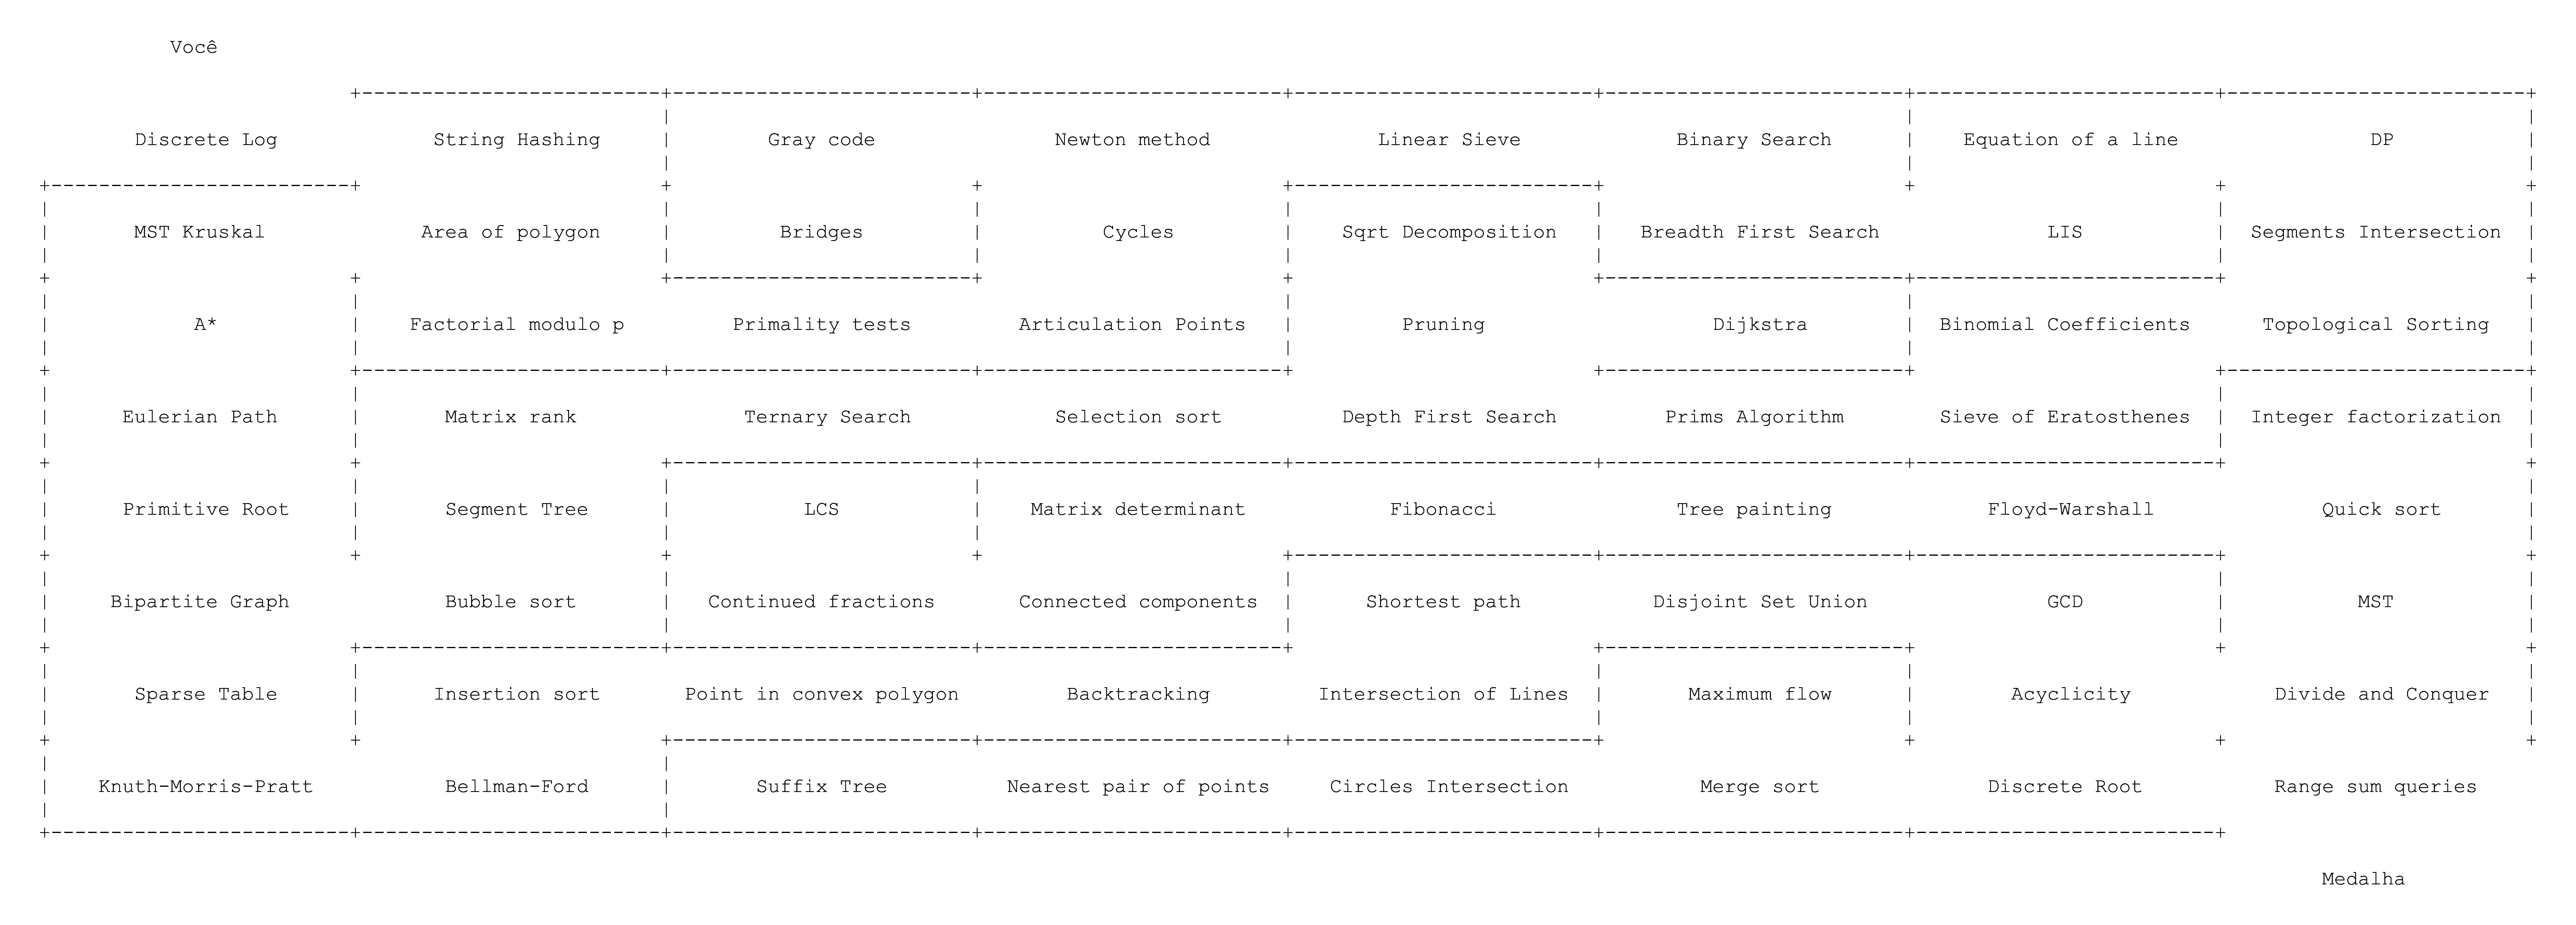 Você
Discrete Log String Hashing Gray code Newton method Linear Sieve Binary Search Equation of a line DP
MST Kruskal Area of polygon Bridges Cycles Sqrt Decomposition Breadth First Search LIS Segments Intersection
A* Factorial modulo p Primality tests Articulation Points Pruning Dijkstra Binomial Coefficients Topological Sorting
Eulerian Path Matrix rank Ternary Search Selection sort Depth First Search Prims Algorithm Sieve of Eratosthenes Integer factorization
Primitive Root Segment Tree LCS Matrix determinant Fibonacci Tree painting Floyd-Warshall Quick sort
Bipartite Graph Bubble sort Continued fractions Connected components Shortest path Disjoint Set Union GCD MST
Sparse Table Insertion sort Point in convex polygon Backtracking Intersection of Lines Maximum flow Acyclicity Divide and Conquer
Knuth-Morris-Pratt Bellman-Ford Suffix Tree Nearest pair of points Circles Intersection Merge sort Discrete Root Range sum queries
Medalha